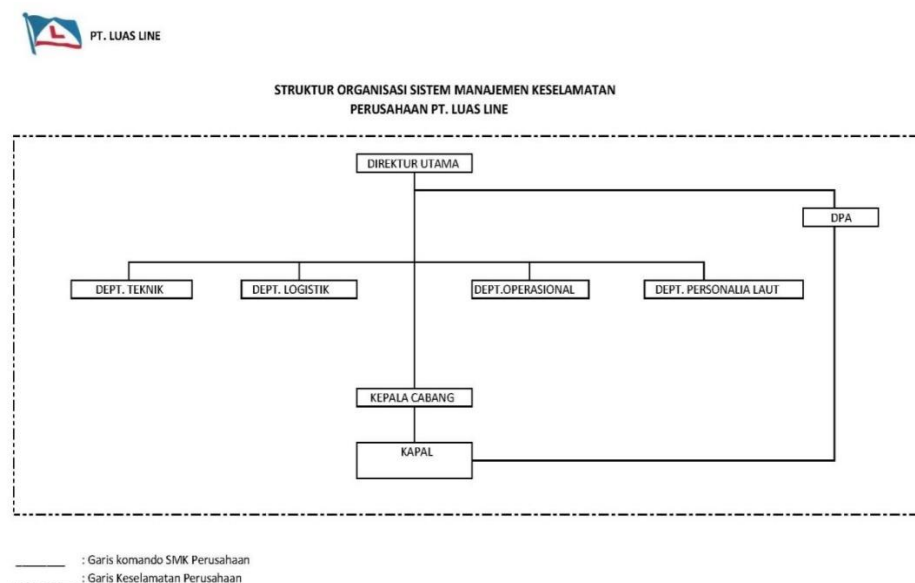 L
PT. LUAS LINE
STRUKTUR ORGANISASI SISTEM MANAJEMEN KESELAMATAN
PERUSAHAAN PT. LUAS LINE
DIREKTUR UTAMA
DPA
DEPT. TEKNIK
DEPT. LOGISTIK
DEPT.OPERASIONAL
DEPT. PERSONALIA LAUT
KEPALA CABANG
KAPAL
: Garis komando SMK Perusahaan
: Garis Keselamatan Perusahaan